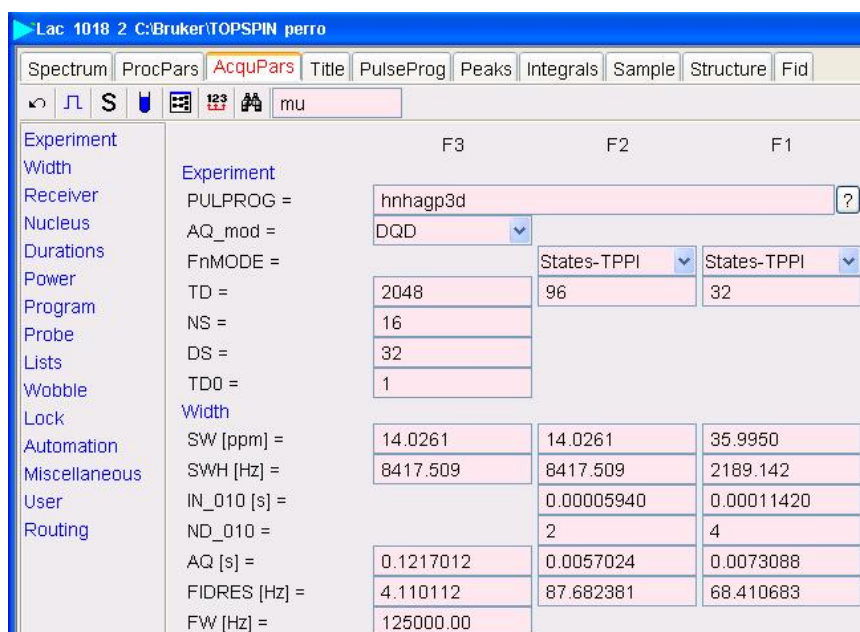 Lac 1018 2 C:\Bruker\TOPSPIN perro
Spectrum ProcPars AcquPars Title PulseProg Peaks Integrals Sample Structure Fid
S 123 mu
Experiment
Width
Receiver
Nucleus
Durations
Power
Program
Probe
Lists
Wobble
Lock
Automation
Miscellaneous
User
Routing
F3 F2 F1
Experiment
PULPROG = hnhagp3d ?
AQ_mod = DQD
FnMODE = States-TPPI States-TPPI
TD = 2048 96 32
NS = 16
DS = 32
TD0 = 1
Width
SW [ppm] = 14.0261 14.0261 35.9950
SWH [Hz] = 8417.509 8417.509 2189.142
IN_010 [s] = 0.00005940 0.00011420
ND_010 = 2 4
AQ [s] = 0.1217012 0.0057024 0.0073088
FIDRES [Hz] = 4.110112 87.682381 68.410683
FW [Hz] = 125000.00